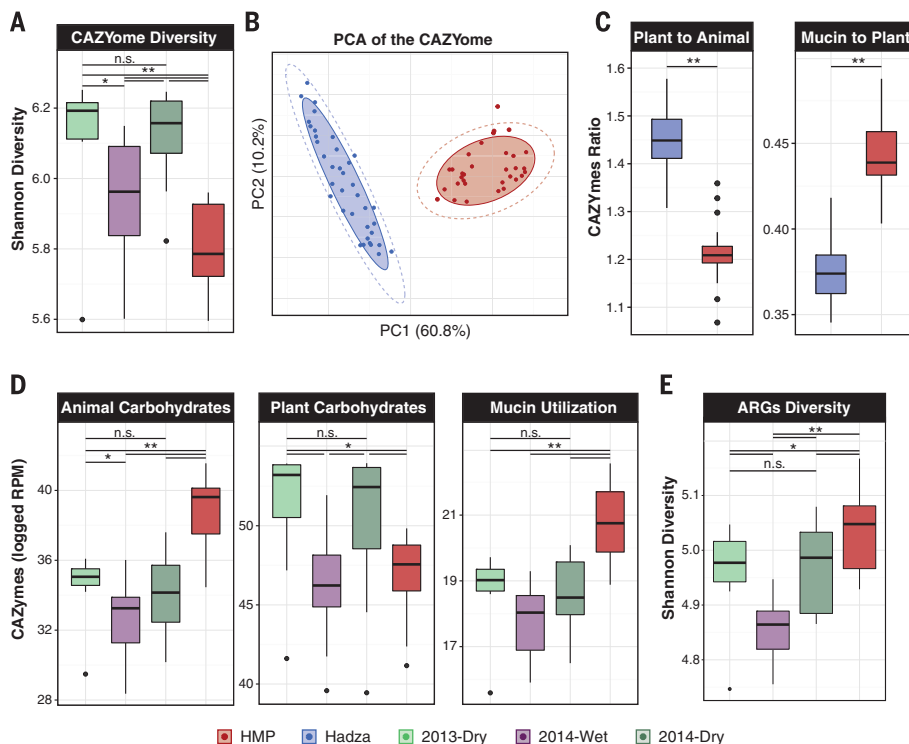 A
CAZYome Diversity
n.s.
**
*
Shannon Diversity
6.2
6.0
5.8
5.6
B
PCA of the CAZYome
PC2 (10.2%)
PC1 (60.8%)
C
Plant to Animal
Mucin to Plant
**
**
CAZYmes Ratio
1.6
1.5
1.4
1.3
1.2
1.1
0.45
0.40
0.35
D
Animal Carbohydrates
Plant Carbohydrates
Mucin Utilization
n.s.
**
*
n.s.
*
n.s.
**
CAZymes (logged RPM)
40
36
32
28
50
45
40
21
19
17
E
ARGs Diversity
**
*
n.s.
Shannon Diversity
5.1
5.0
4.9
4.8
HMP
Hadza
2013-Dry
2014-Wet
2014-Dry